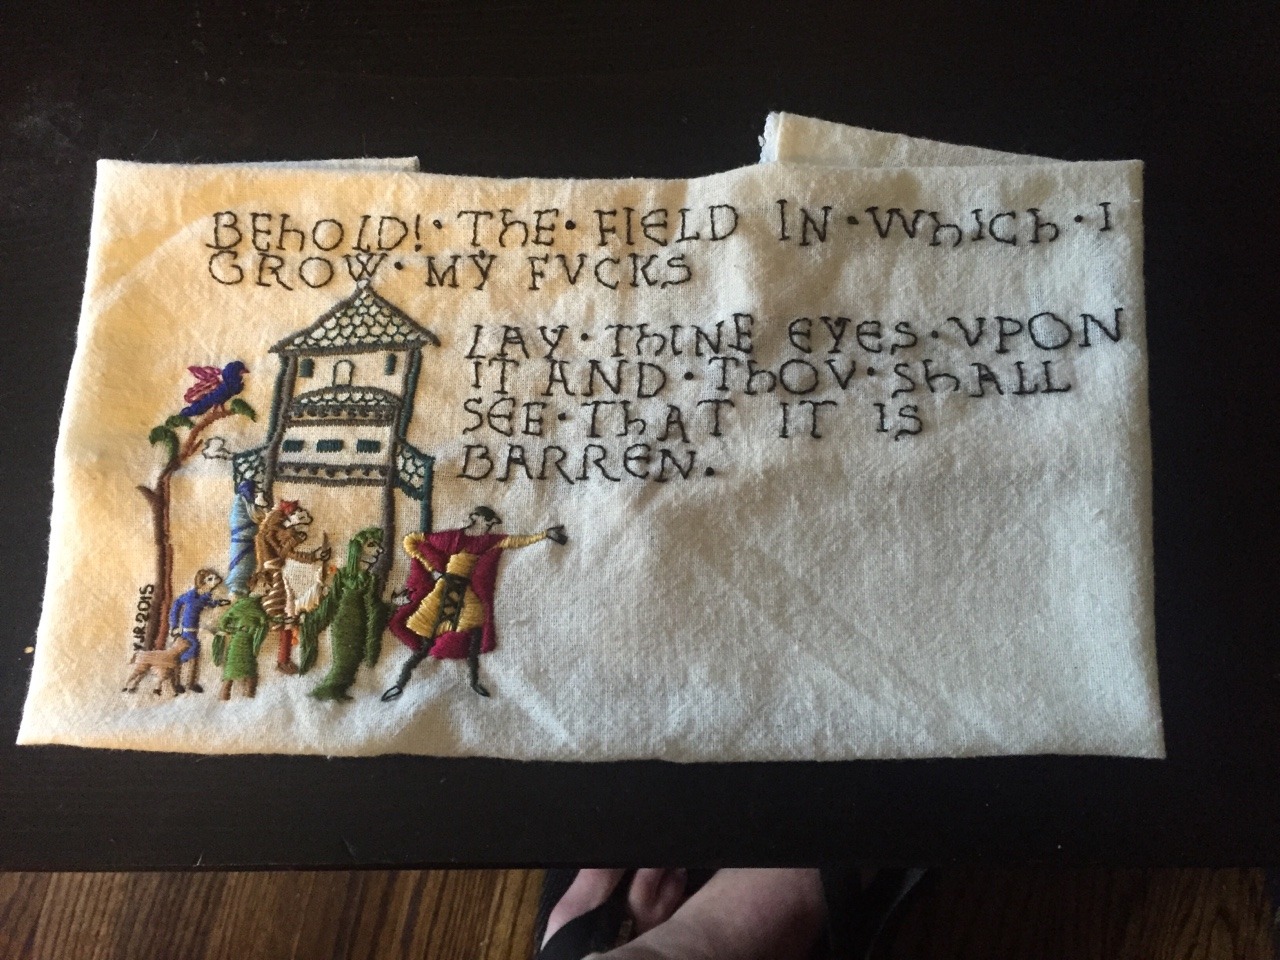 BEhOLD!·ThE·FIELD IN·WhICh·I
GROW·MY FVCKS
LAY·ThINE EYES·VPON
IT AND·ThOV·ShALL
SEE·ThAT IT IS
BARREN.
YJR 2015